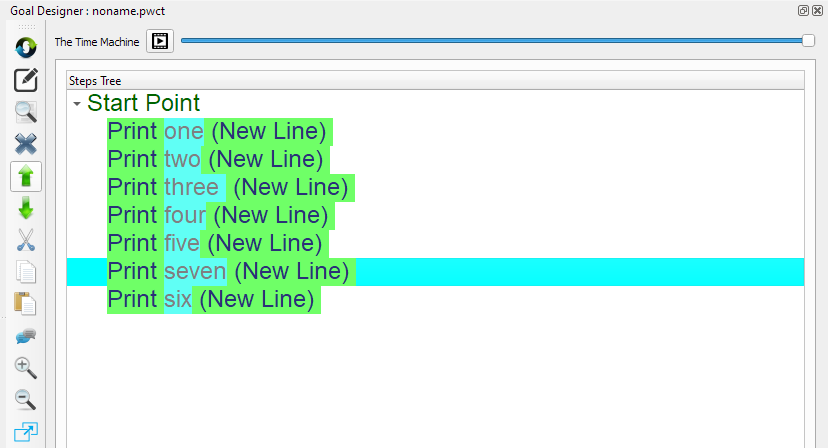 Goal Designer : noname.pwct
The Time Machine
Steps Tree
Start Point
Print one (New Line)
Print two (New Line)
Print three (New Line)
Print four (New Line)
Print five (New Line)
Print seven (New Line)
Print six (New Line)